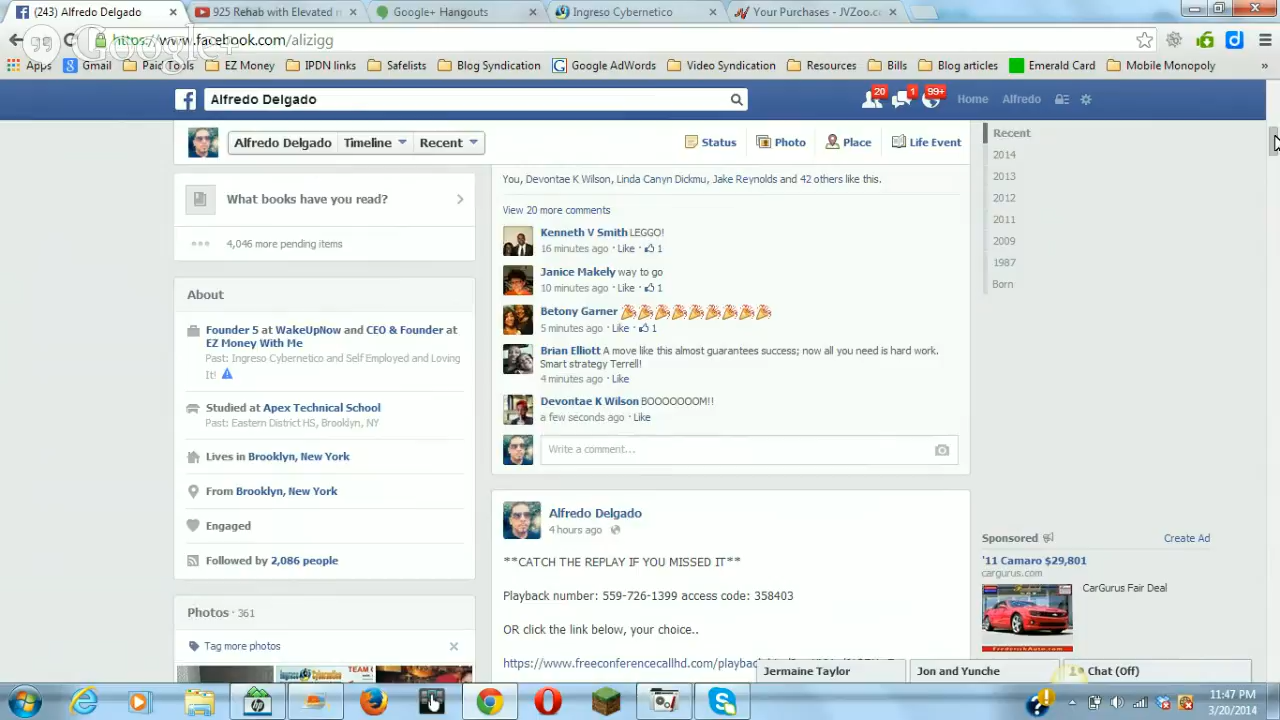 (243) Alfredo Delgado
925 Rehab with Elevated m
Google+ Hangouts
Ingreso Cybernetico
Your Purchases - JVZoo.c
Google+
https://www.facebook.com/alizigg
Apps
Gmail
Paid Tools
EZ Money
IPDN links
Safelists
Blog Syndication
Google AdWords
Video Syndication
Resources
Bills
Blog articles
Emerald Card
Mobile Monopoly
»
Alfredo Delgado
20
1
99+
Home
Alfredo
Alfredo Delgado
Timeline
Recent
Status
Photo
Place
Life Event
Recent
2014
2013
2012
2011
2009
1987
Born
What books have you read?
4,046 more pending items
About
Founder 5 at WakeUpNow and CEO & Founder at
EZ Money With Me
Past: Ingreso Cybernetico and Self Employed and Loving
It!
Studied at Apex Technical School
Past: Eastern District HS, Brooklyn, NY
Lives in Brooklyn, New York
From Brooklyn, New York
Engaged
Followed by 2,086 people
Photos · 361
Tag more photos
You, Devontae K Wilson, Linda Canyn Dickmu, Jake Reynolds and 42 others like this.
View 20 more comments
Kenneth V Smith LEGGO!
16 minutes ago · Like · 1
Janice Makely way to go
10 minutes ago · Like · 1
Betony Garner
5 minutes ago · Like · 1
Brian Elliott A move like this almost guarantees success; now all you need is hard work.
Smart strategy Terrell!
4 minutes ago · Like
Devontae K Wilson BOOOOOOM!!
a few seconds ago · Like
Write a comment...
Alfredo Delgado
4 hours ago
**CATCH THE REPLAY IF YOU MISSED IT**
Playback number: 559-726-1399 access code: 358403
OR click the link below, your choice..
https://www.freeconferencecallhd.com/playbac
Sponsored
Create Ad
'11 Camaro $29,801
cargurus.com
CarGurus Fair Deal
Jermaine Taylor
Jon and Yunche
Chat (Off)
11:47 PM
3/20/2014